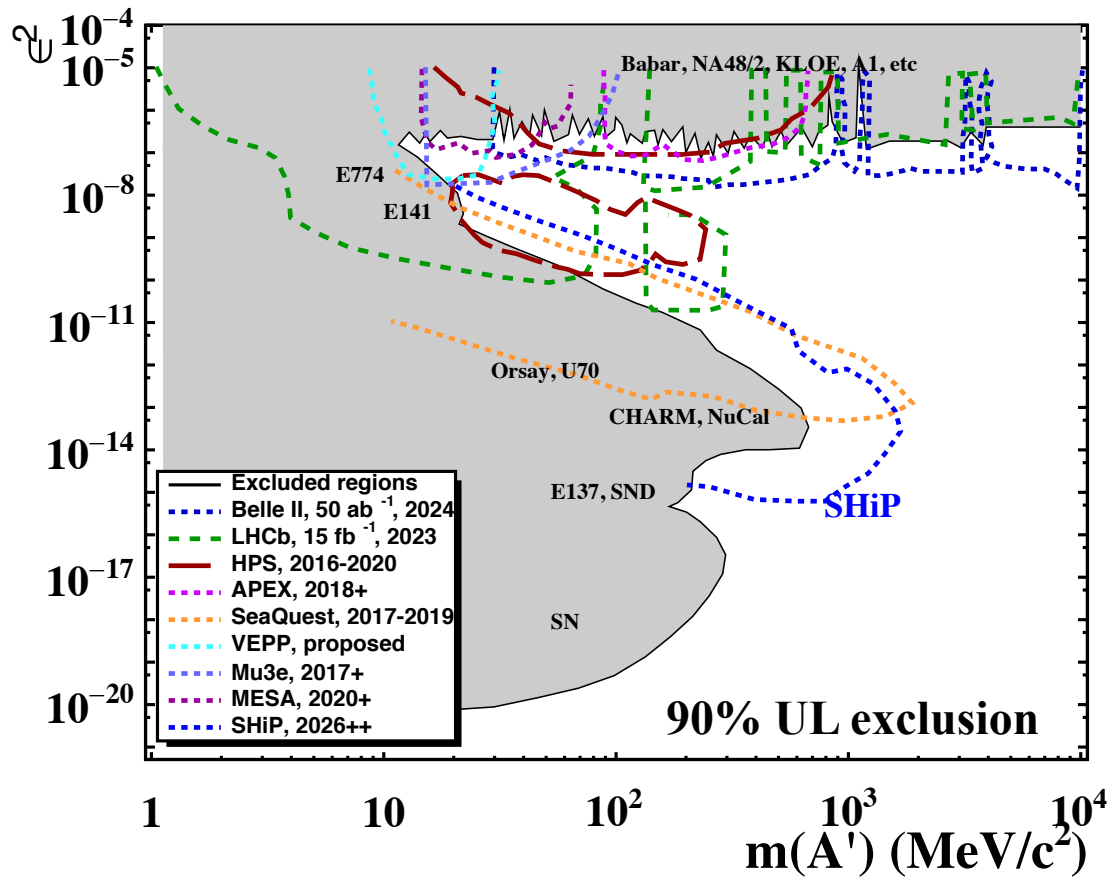 ϵ²
10⁻⁴
10⁻⁵
10⁻⁸
10⁻¹¹
10⁻¹⁴
10⁻¹⁷
10⁻²⁰
Babar, NA48/2, KLOE, A1, etc
E774
E141
Orsay, U70
CHARM, NuCal
E137, SND
SHiP
SN
90% UL exclusion
Excluded regions
Belle II, 50 ab ⁻¹, 2024
LHCb, 15 fb ⁻¹, 2023
HPS, 2016-2020
APEX, 2018+
SeaQuest, 2017-2019
VEPP, proposed
Mu3e, 2017+
MESA, 2020+
SHiP, 2026++
1 10 10² 10³ 10⁴
m(A') (MeV/c²)